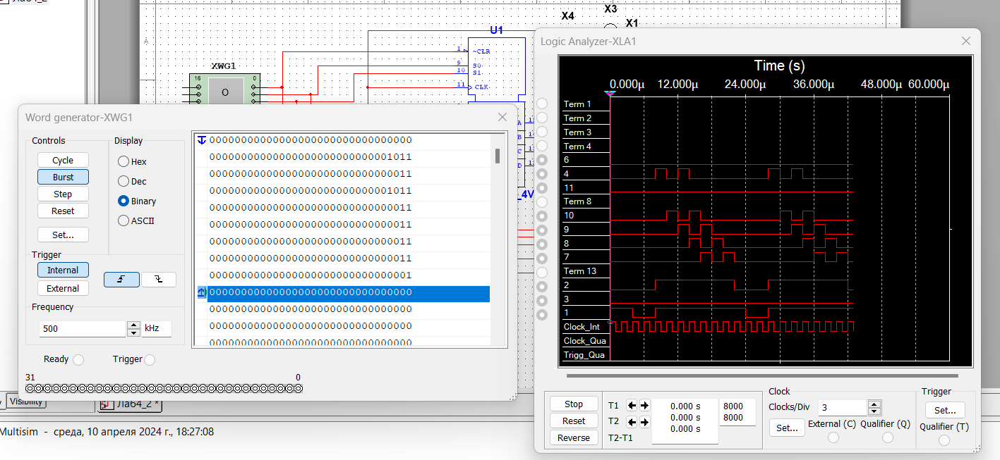 X3
X4
X1
U1
A
XWG1
16
0
O
1
~CLR
9
S0
10
S1
11
CLK
_4V
Word generator-XWG1
Controls
Cycle
Burst
Step
Reset
Set...
Display
Hex
Dec
Binary
ASCII
Trigger
Internal
External
Frequency
500
kHz
Ready
Trigger
31
0
00000000000000000000000000000000
00000000000000000000000000001011
00000000000000000000000000000011
00000000000000000000000000001011
00000000000000000000000000000011
00000000000000000000000000000011
00000000000000000000000000000011
00000000000000000000000000000011
00000000000000000000000000000001
00000000000000000000000000000000
00000000000000000000000000000000
00000000000000000000000000000000
00000000000000000000000000000000
Logic Analyzer-XLA1
Time (s)
0.000µ 12.000µ 24.000µ 36.000µ 48.000µ 60.000µ
Term 1
Term 2
Term 3
Term 4
6
4
11
Term 8
10
9
8
7
Term 13
2
3
1
Clock_Int
Clock_Qua
Trigg_Qua
Stop
Reset
Reverse
T1
T2
T2-T1
0.000 s
0.000 s
0.000 s
8000
8000
Clock
Clocks/Div
3
Set...
External (C)
Qualifier (Q)
Trigger
Set...
Qualifier (T)
Visibility
Ла64_2 *
Multisim - среда, 10 апреля 2024 г., 18:27:08